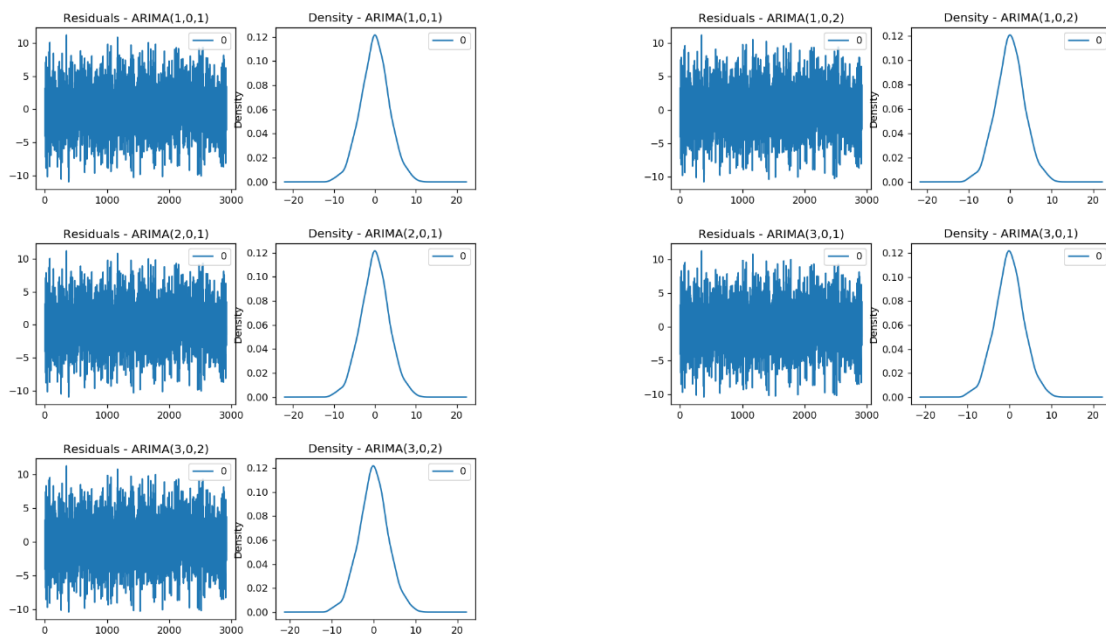 Residuals - ARIMA(1,0,1)
0
10
5
0
−5
−10
0 1000 2000 3000
Density - ARIMA(1,0,1)
0
Density
0.12
0.10
0.08
0.06
0.04
0.02
0.00
−20 −10 0 10 20
Residuals - ARIMA(1,0,2)
0
10
5
0
−5
−10
0 1000 2000 3000
Density - ARIMA(1,0,2)
0
Density
0.12
0.10
0.08
0.06
0.04
0.02
0.00
−20 −10 0 10 20
Residuals - ARIMA(2,0,1)
0
10
5
0
−5
−10
0 1000 2000 3000
Density - ARIMA(2,0,1)
0
Density
0.12
0.10
0.08
0.06
0.04
0.02
0.00
−20 −10 0 10 20
Residuals - ARIMA(3,0,1)
0
10
5
0
−5
−10
0 1000 2000 3000
Density - ARIMA(3,0,1)
0
Density
0.12
0.10
0.08
0.06
0.04
0.02
0.00
−20 −10 0 10 20
Residuals - ARIMA(3,0,2)
0
10
5
0
−5
−10
0 1000 2000 3000
Density - ARIMA(3,0,2)
0
Density
0.12
0.10
0.08
0.06
0.04
0.02
0.00
−20 −10 0 10 20